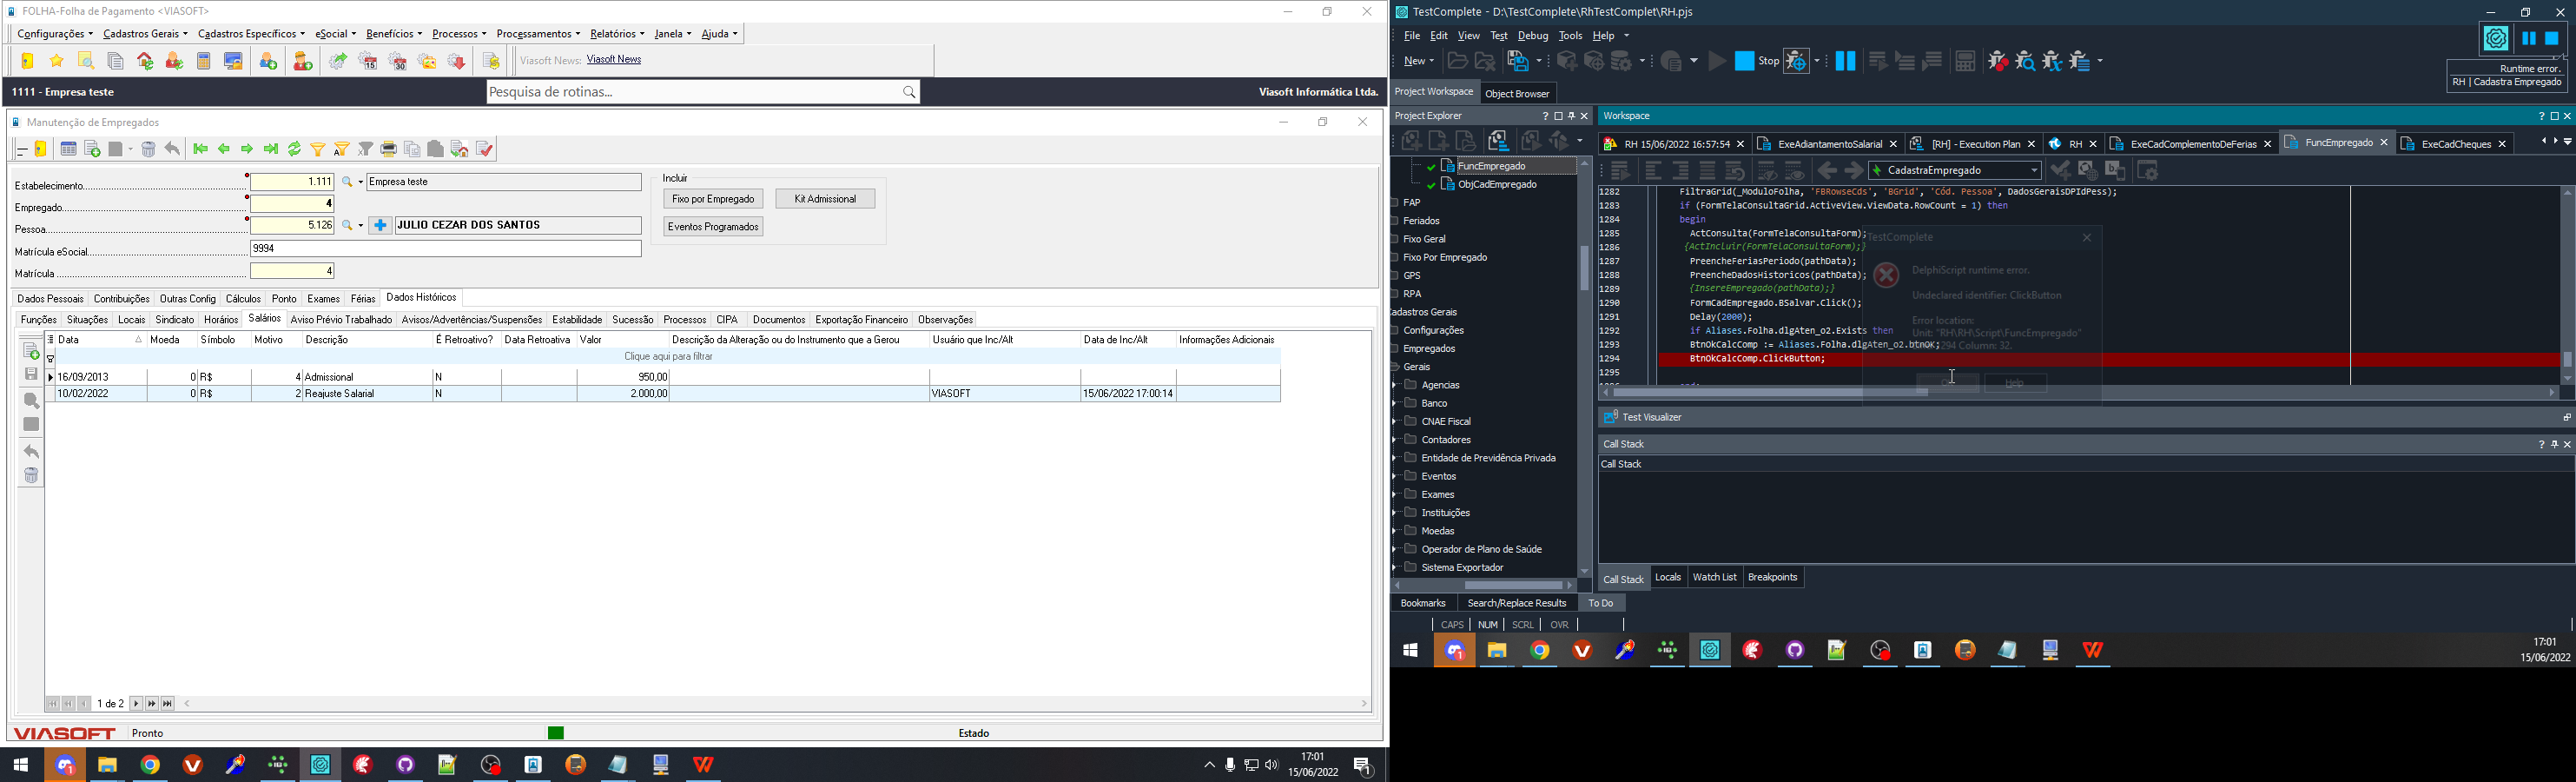 FOLHA-Folha de Pagamento <VIASOFT>
Configurações Cadastros Gerais Cadastros Específicos eSocial Benefícios Processos Processamentos Relatórios Janela Ajuda
Viasoft News: Viasoft News
1111 - Empresa teste
Pesquisa de rotinas...
Viasoft Informática Ltda.
Manutenção de Empregados
Estabelecimento 1.111 Empresa teste
Empregado 4
Pessoa 5.126 JULIO CEZAR DOS SANTOS
Matrícula eSocial 9994
Matrícula 4
Incluir
Fixo por Empregado Kit Admissional
Eventos Programados
Dados Pessoais Contribuições Outras Config Cálculos Ponto Exames Férias Dados Históricos
Funções Situações Locais Sindicato Horários Salários Aviso Prévio Trabalhado Avisos/Advertências/Suspensões Estabilidade Sucessão Processos CIPA Documentos Exportação Financeiro Observações
Data Moeda Símbolo Motivo Descrição É Retroativo? Data Retroativa Valor Descrição da Alteração ou do Instrumento que a Gerou Usuário que Inc/Alt Data de Inc/Alt Informações Adicionais
Clique aqui para filtrar
16/09/2013 0 R$ 4 Admissional N 950,00
10/02/2022 0 R$ 2 Reajuste Salarial N 2.000,00 VIASOFT 15/06/2022 17:00:14
1 de 2
VIASOFT Pronto Estado
17:01
15/06/2022
1
TestComplete - D:\TestComplete\RhTestComplet\RH.pjs
File Edit View Test Debug Tools Help
New Stop
Runtime error.
RH | Cadastra Empregado
Project Workspace Object Browser
Project Explorer
FuncEmpregado
ObjCadEmpregado
FAP
Feriados
Fixo Geral
Fixo Por Empregado
GPS
RPA
adastros Gerais
Configurações
Empregados
Gerais
Agencias
Banco
CNAE Fiscal
Contadores
Entidade de Previdência Privada
Eventos
Exames
Instituições
Moedas
Operador de Plano de Saúde
Sistema Exportador
Bookmarks Search/Replace Results To Do
Workspace
RH 15/06/2022 16:57:54 ExeAdiantamentoSalarial [RH] - Execution Plan RH ExeCadComplementoDeFerias FuncEmpregado ExeCadCheques
CadastraEmpregado
1282 FiltraGrid(_ModuloFolha, 'FBRowseCds', 'BGrid', 'Cód. Pessoa', DadosGeraisDPIdPess);
1283 if (FormTelaConsultaGrid.ActiveView.ViewData.RowCount = 1) then
1284 begin
1285 ActConsulta(FormTelaConsultaForm);
1286 {ActIncluir(FormTelaConsultaForm);}
1287 PreencheFeriasPeriodo(pathData);
1288 PreencheDadosHistoricos(pathData);
1289 {InsereEmpregado(pathData);}
1290 FormCadEmpregado.BSalvar.Click();
1291 Delay(2000);
1292 if Aliases.Folha.dlgAten_o2.Exists then
1293 BtnOkCalcComp := Aliases.Folha.dlgAten_o2.btnOK;
1294 BtnOkCalcComp.ClickButton;
1295
TestComplete
DelphiScript runtime error.
Undeclared identifier: ClickButton
Error location:
Unit: "RH\RH\Script\FuncEmpregado"
1294 Column: 32.
Help
Test Visualizer
Call Stack
Call Stack
Call Stack Locals Watch List Breakpoints
CAPS NUM SCRL OVR
17:01
15/06/2022